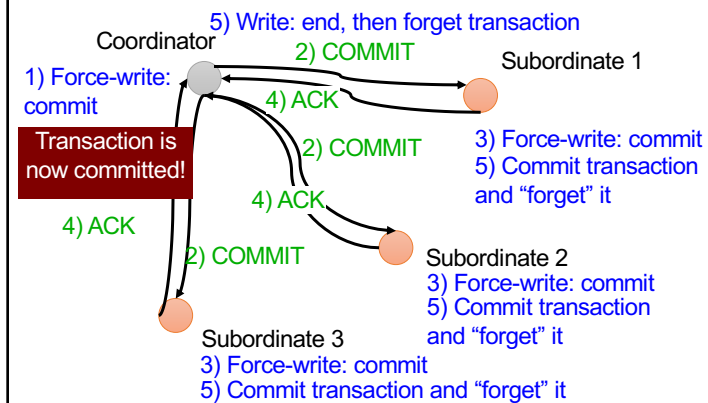 5) Write: end, then forget transaction
Coordinator
2) COMMIT
Subordinate 1
1) Force-write:
commit
4) ACK
Transaction is
now committed!
2) COMMIT
3) Force-write: commit
5) Commit transaction
and “forget” it
4) ACK
4) ACK
2) COMMIT
Subordinate 2
3) Force-write: commit
5) Commit transaction
and “forget” it
Subordinate 3
3) Force-write: commit
5) Commit transaction and “forget” it